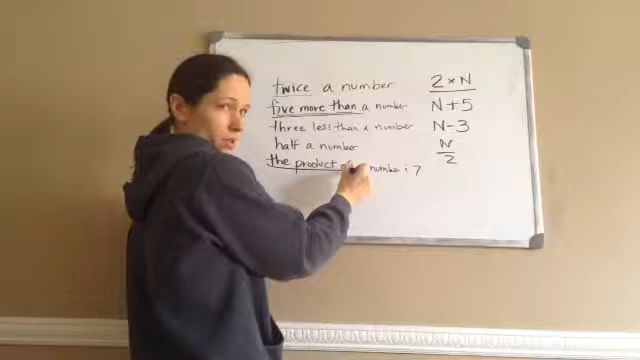 twice a number 2 × N
five more than a number N + 5
three less than a number N - 3
half a number N/2
the product number 7